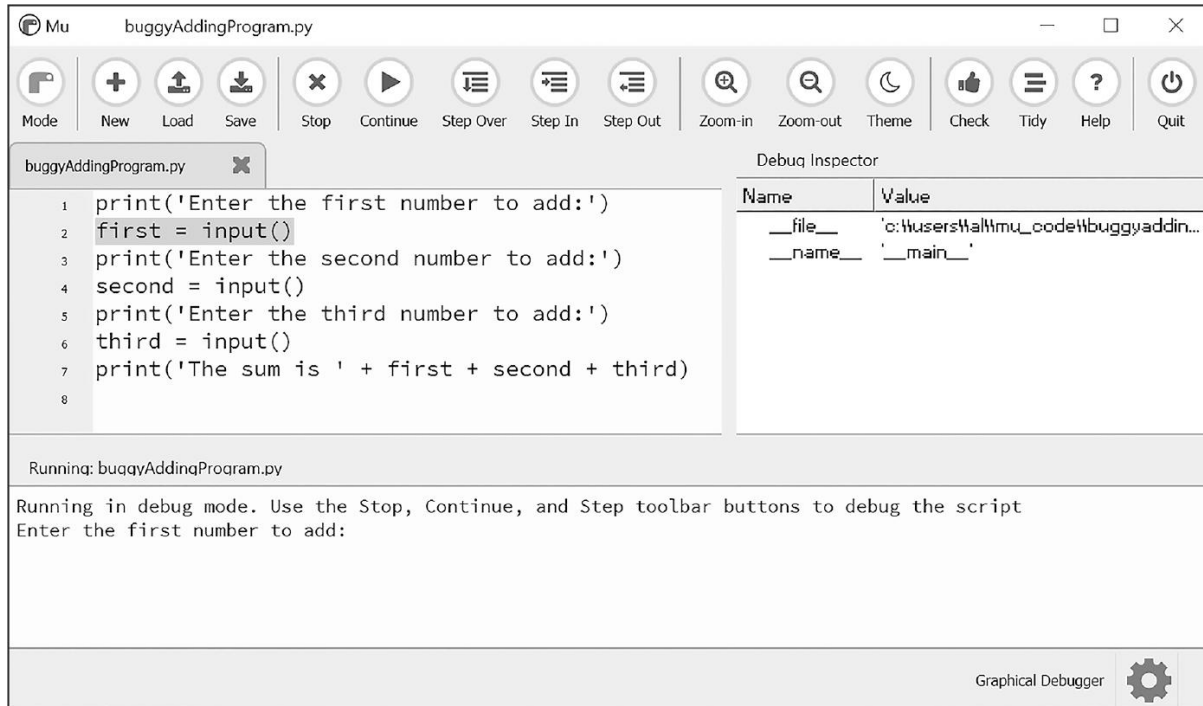 Mu buggyAddingProgram.py
Mode New Load Save Stop Continue Step Over Step In Step Out Zoom-in Zoom-out Theme Check Tidy Help Quit
buggyAddingProgram.py
1 print('Enter the first number to add:')
2 first = input()
3 print('Enter the second number to add:')
4 second = input()
5 print('Enter the third number to add:')
6 third = input()
7 print('The sum is ' + first + second + third)
8
Debug Inspector
Name Value
__file__ 'c:\\users\\al\\mu_code\\buggyaddin...
__name__ '__main__'
Running: buggyAddingProgram.py
Running in debug mode. Use the Stop, Continue, and Step toolbar buttons to debug the script
Enter the first number to add:
Graphical Debugger